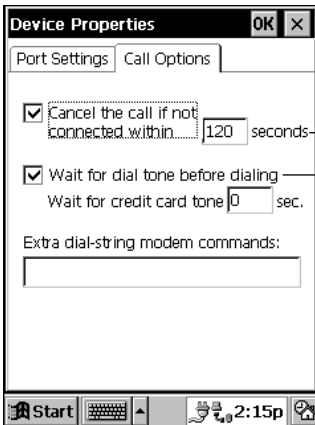 Device Properties OK ×
Port Settings Call Options
Cancel the call if not
connected within 120 seconds
Wait for dial tone before dialing
Wait for credit card tone 0 sec.
Extra dial-string modem commands:
Start 2:15p